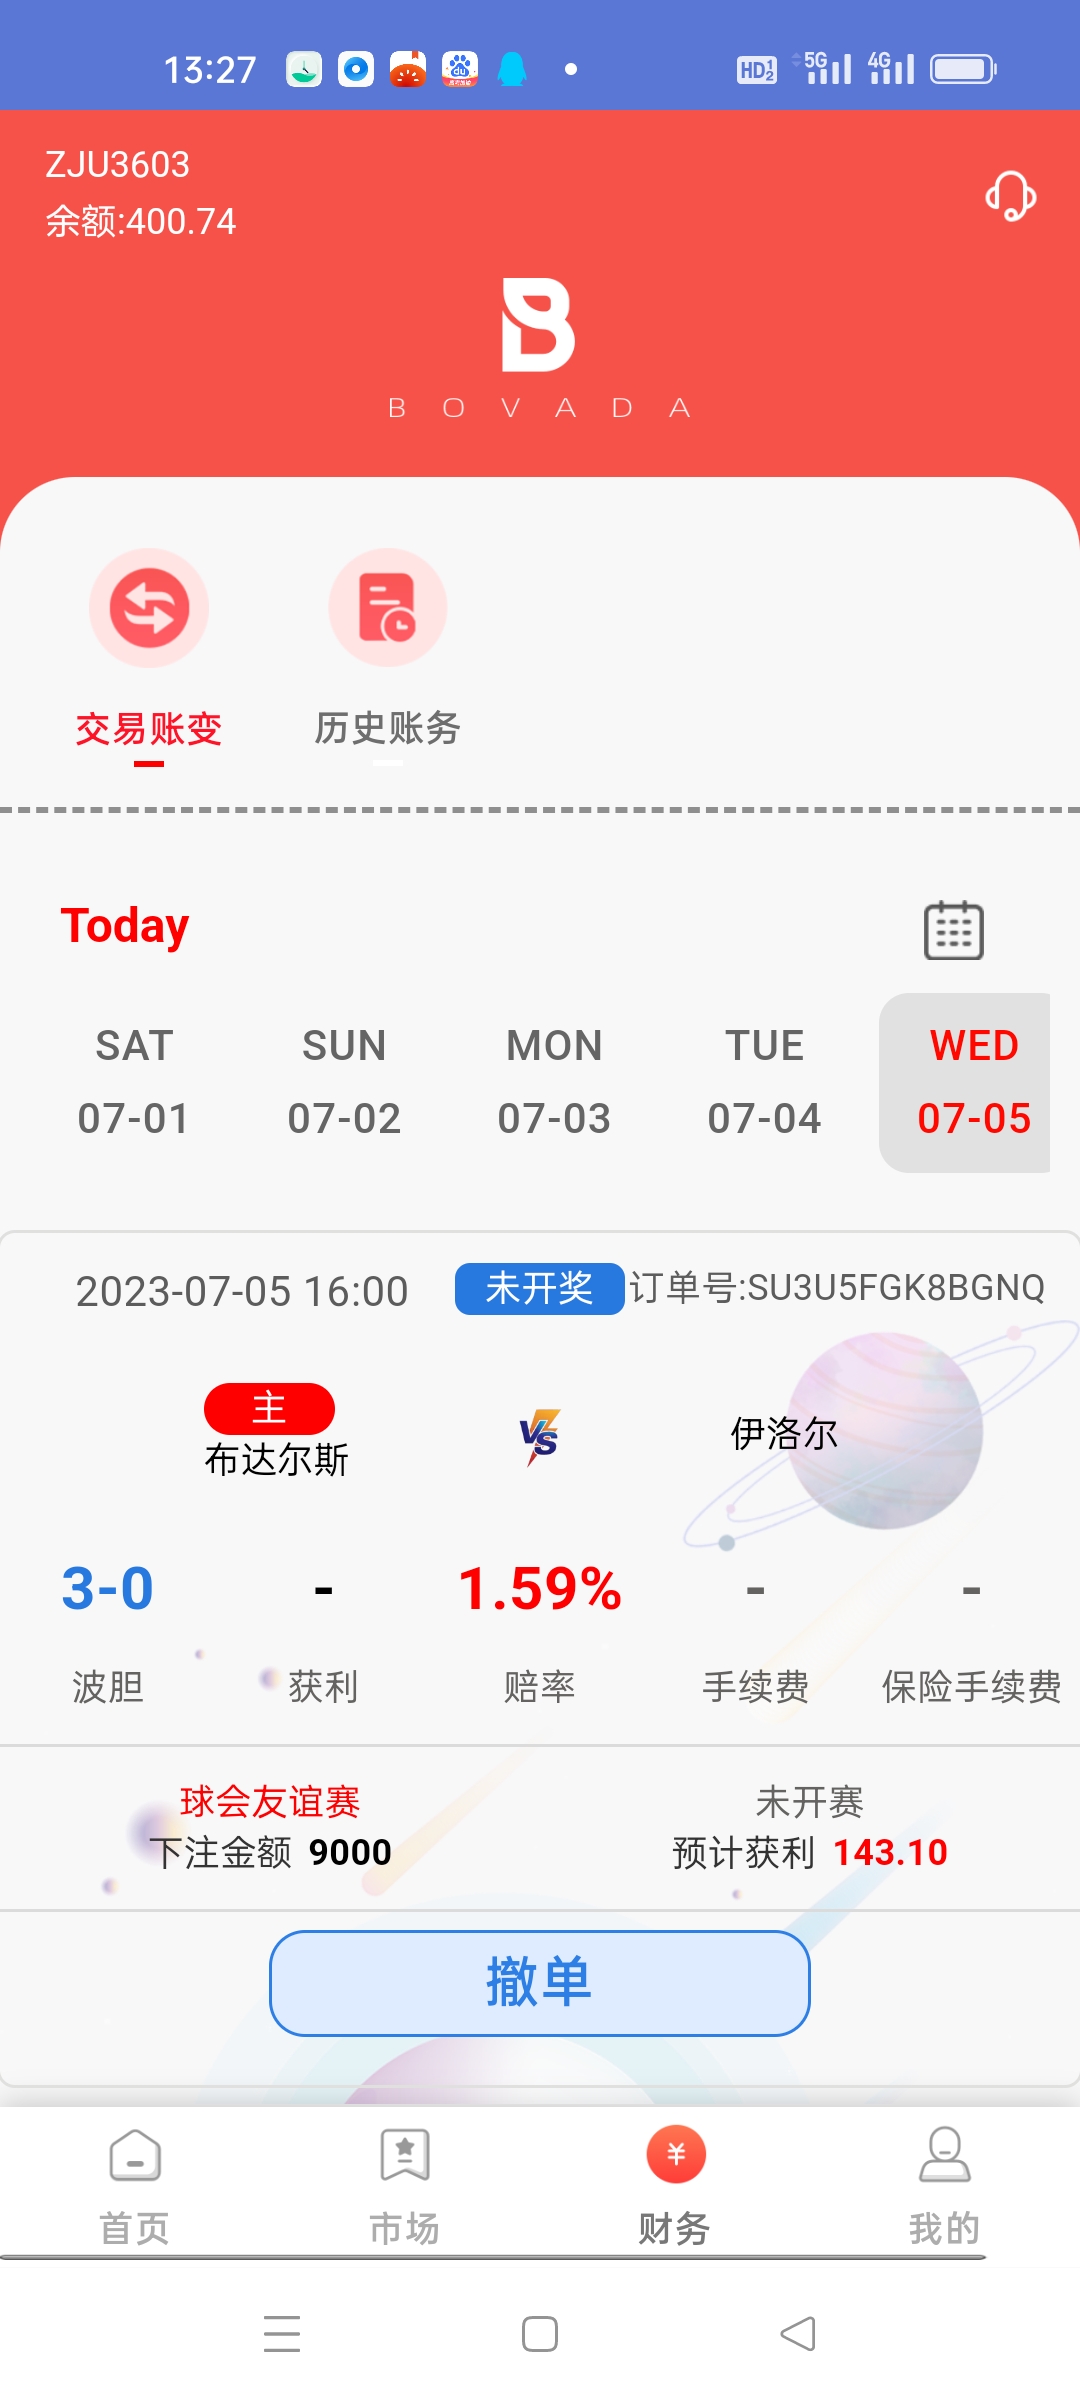 13:27 HD 1 2 5G 4G
ZJU3603
余额:400.74
B O V A D A
交易账变 历史账务
Today
SAT SUN MON TUE WED
07-01 07-02 07-03 07-04 07-05
2023-07-05 16:00 未开奖 订单号:SU3U5FGK8BGNQ
主
布达尔斯 VS 伊洛尔
3-0 - 1.59% - -
波胆 获利 赔率 手续费 保险手续费
球会友谊赛 未开赛
下注金额 9000 预计获利 143.10
撤单
首页 市场 财务 我的